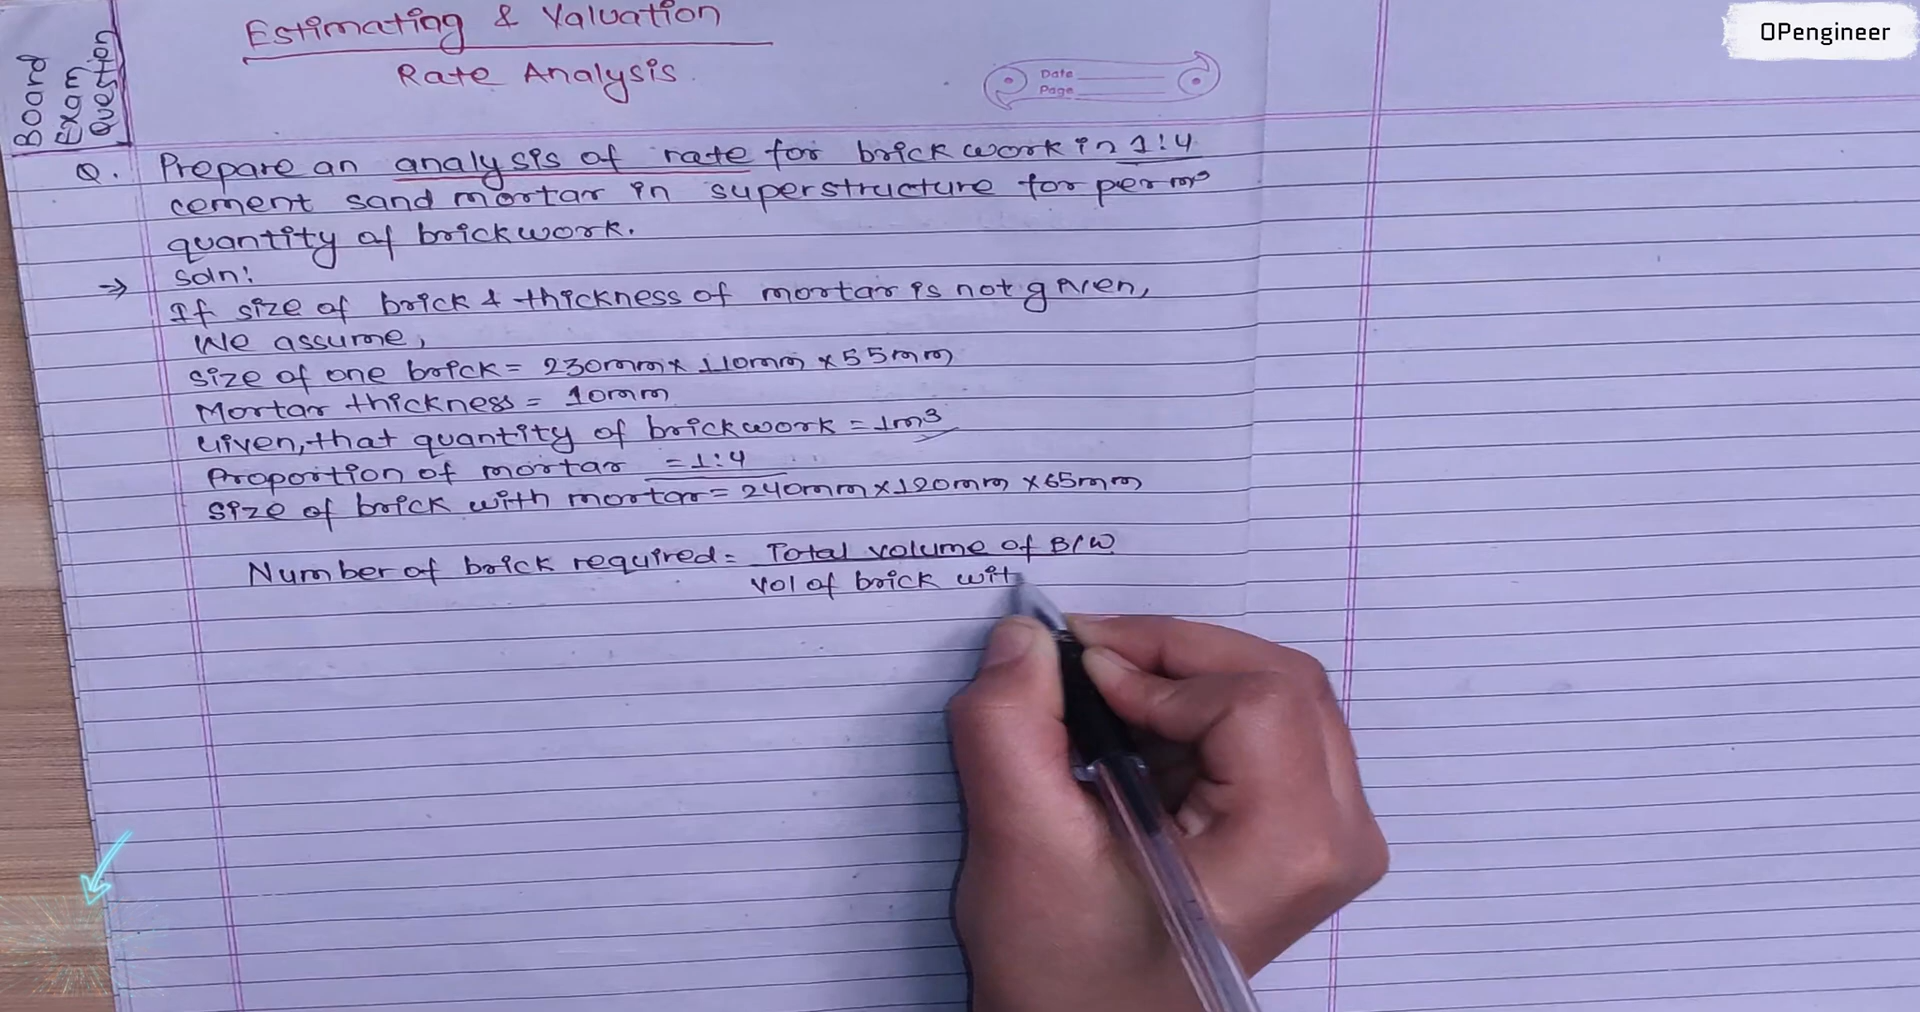 OPengineer
Board
Exam
Question
Estimating & Valuation
Rate Analysis.
Date
Page
Q. Prepare an analysis of rate for brickwork in 1:4
cement sand mortar in superstructure for per m³
quantity of brickwork.
→ Soln:
If size of brick & thickness of mortar is not given,
We assume,
Size of one brick = 230mm x 110mm x 55mm
Mortar thickness = 10mm
Given, that quantity of brickwork = 1m³
Proportion of mortar = 1:4
Size of brick with mortar = 240mm x 120mm x 65mm
Number of brick required = Total volume of B/W
Vol of brick wit